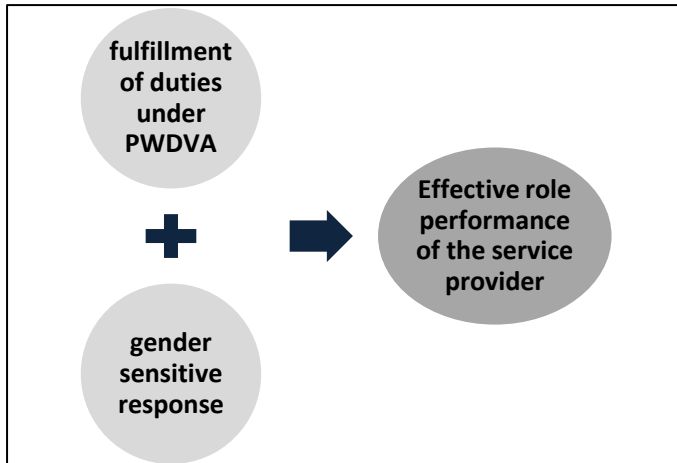 fulfillment
of duties
under
PWDVA
gender
sensitive
response
Effective role
performance
of the service
provider